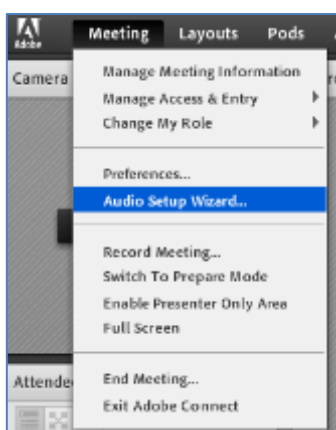 Adobe
Meeting Layouts Pods
Camera
Manage Meeting Information
Manage Access & Entry
Change My Role
Preferences...
Audio Setup Wizard...
Record Meeting...
Switch To Prepare Mode
Enable Presenter Only Area
Full Screen
End Meeting...
Exit Adobe Connect